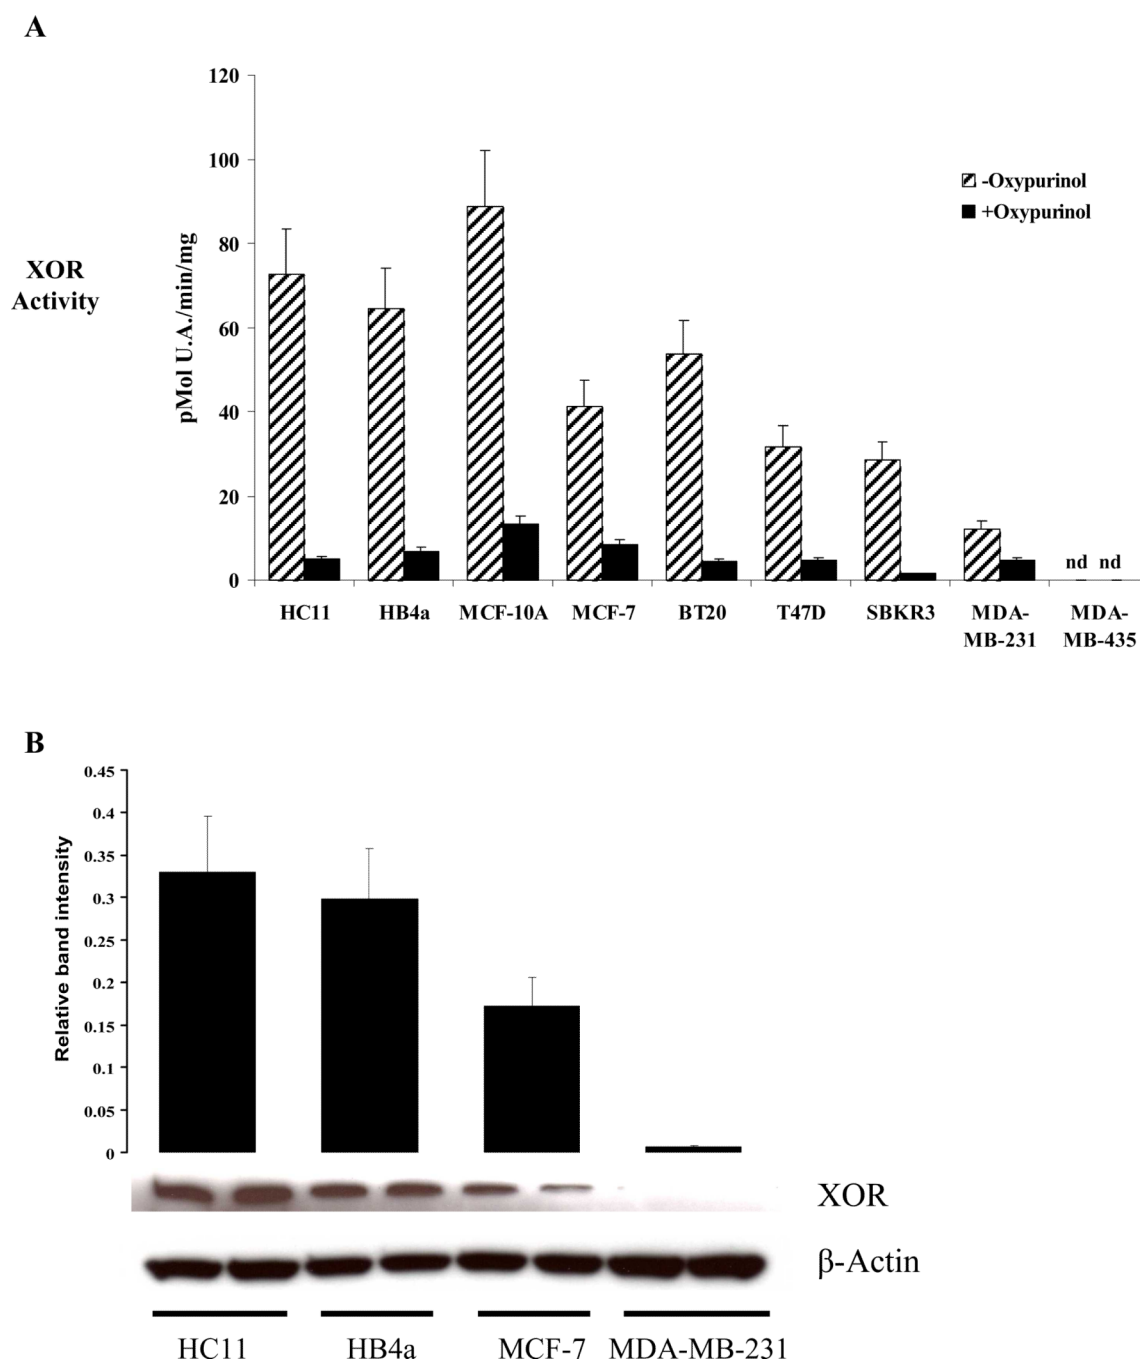 A
120
100
80
60
40
20
0
XOR
Activity
pMol U.A./min/mg
-Oxypurinol
+Oxypurinol
nd nd
HC11 HB4a MCF-10A MCF-7 BT20 T47D SBKR3 MDA- MDA-
MB-231 MB-435
B
0.45
0.4
0.35
0.3
0.25
0.2
0.15
0.1
0.05
0
Relative band intensity
XOR
β-Actin
HC11 HB4a MCF-7 MDA-MB-231